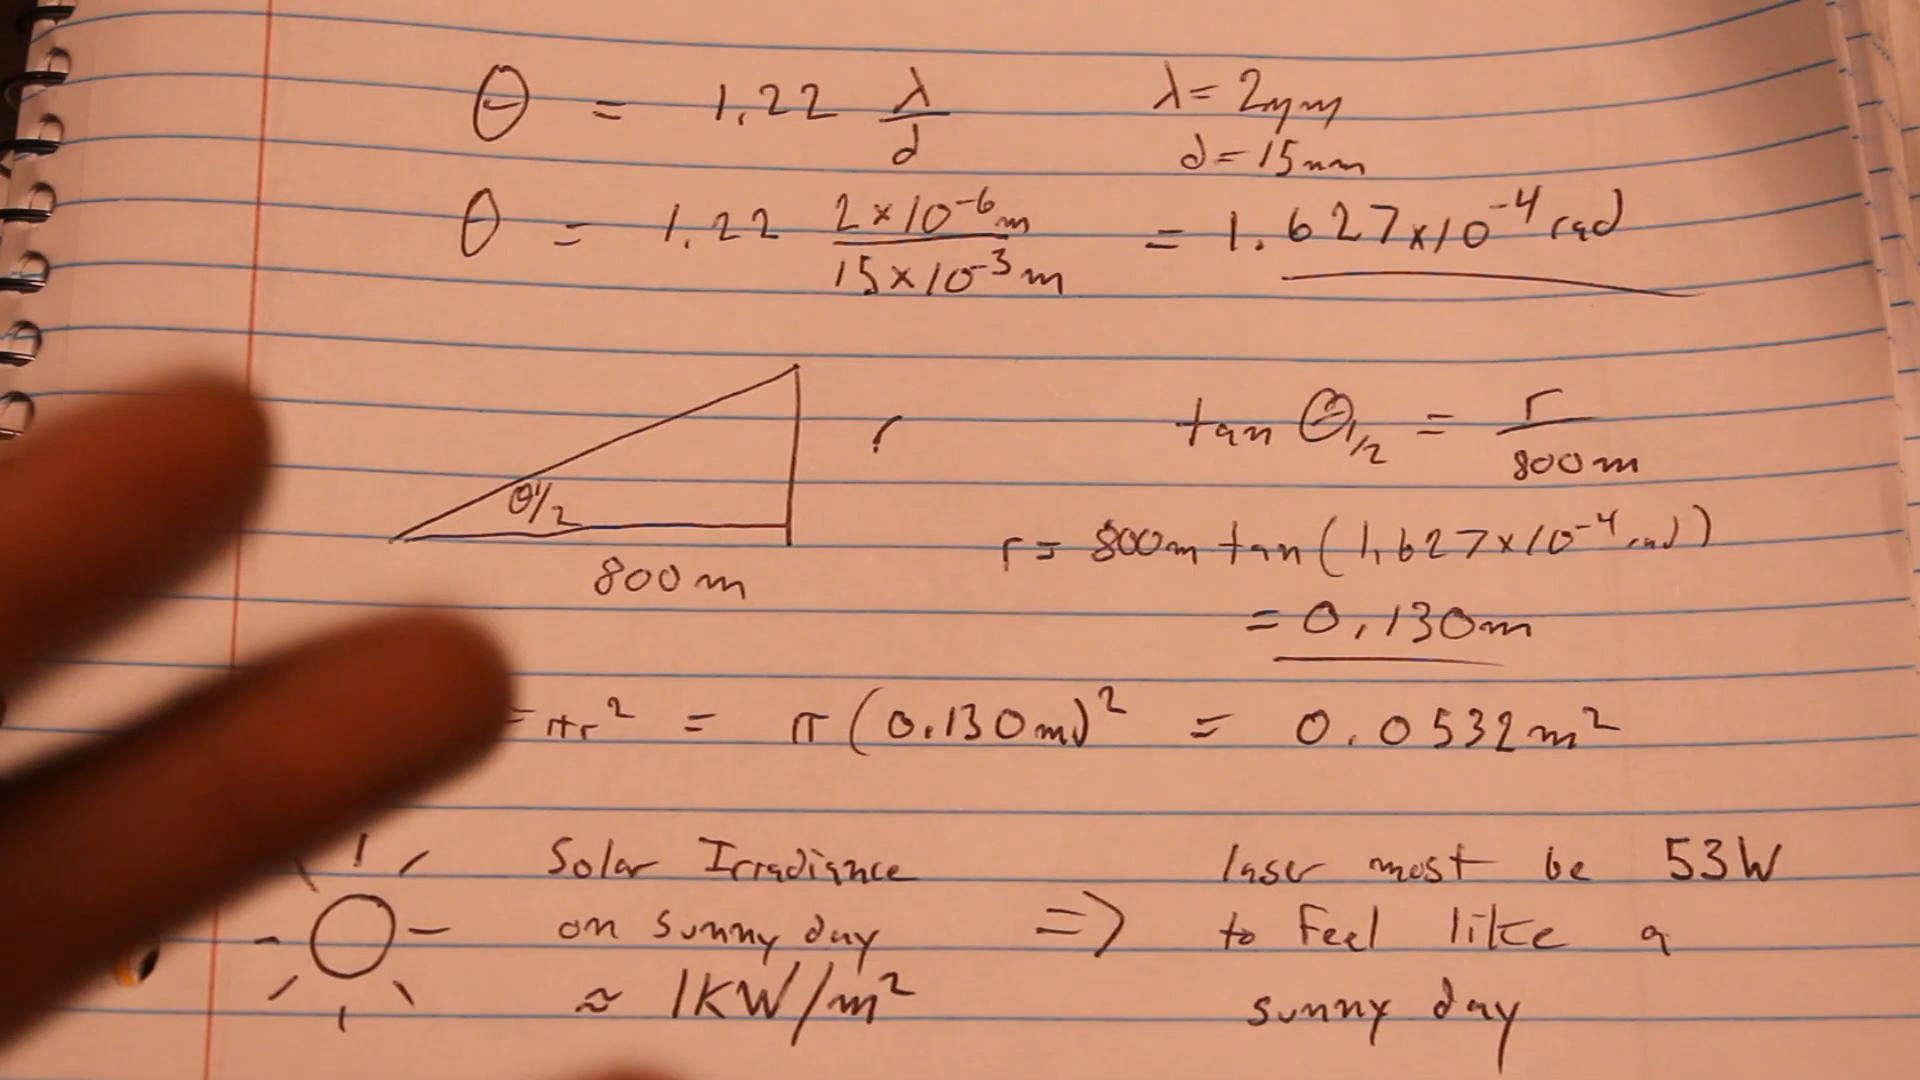 θ = 1.22 λ/d
λ = 2μm
d = 15mm
θ = 1.22 2×10⁻⁶m / 15×10⁻³m = 1.627×10⁻⁴ rad
θ/2
800m
r
tan θ1/2 = r/800m
r = 800m tan (1.627×10⁻⁴ rad)
= 0.130m
= πr² = π(0.130m)² = 0.0532m²
Solar Irradiance
on sunny day
≈ 1KW/m²
=>
laser must be 53W
to feel like a
sunny day